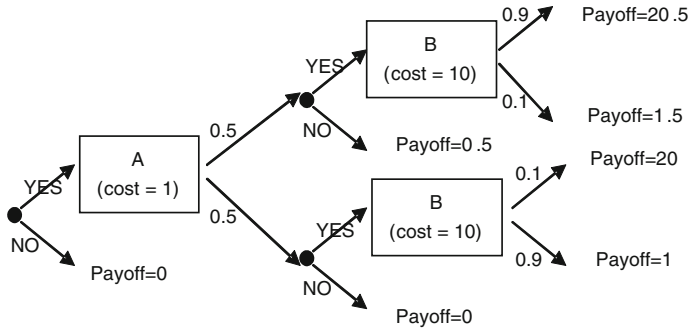 0.9
Payoff=20.5
B
(cost = 10)
YES
0.1
Payoff=1.5
0.5
NO
Payoff=0.5
A
(cost = 1)
YES
0.1
Payoff=20
B
(cost = 10)
YES
0.5
NO
Payoff=0
0.9
Payoff=1
NO
Payoff=0